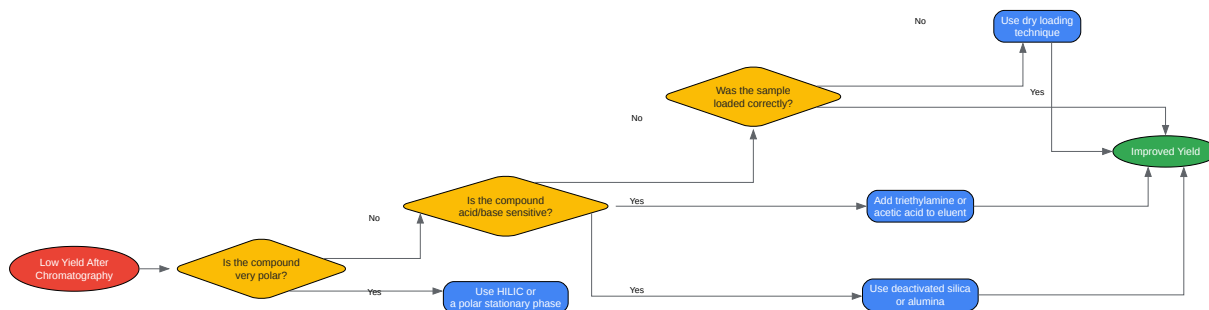 No
Use dry loading
technique
Was the sample
loaded correctly?
Yes
No
Improved Yield
Is the compound
acid/base sensitive?
Yes
Add triethylamine or
acetic acid to eluent
No
Low Yield After
Chromatography
Is the compound
very polar?
Yes
Use HILIC or
a polar stationary phase
Yes
Use deactivated silica
or alumina